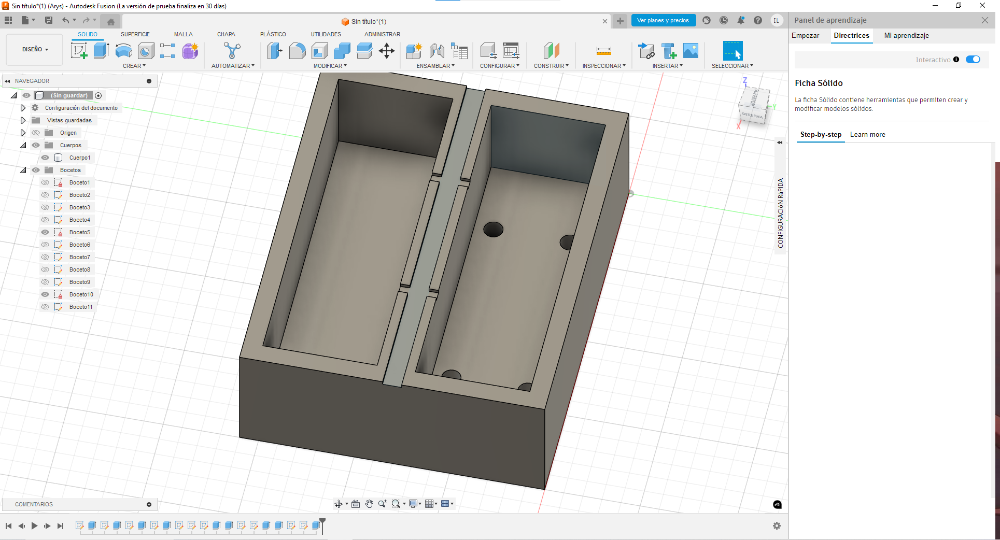 Sin título*(1) (Arys) - Autodesk Fusion (La versión de prueba finaliza en 30 días)
Sin título*(1)
Ver planes y precios
IL
Panel de aprendizaje
DISEÑO
SOLIDO
SUPERFICIE
MALLA
CHAPA
PLÁSTICO
UTILIDADES
ADMINISTRAR
CREAR
AUTOMATIZAR
MODIFICAR
ENSAMBLAR
CONFIGURAR
CONSTRUIR
INSPECCIONAR
INSERTAR
SELECCIONAR
Empezar
Directrices
Mi aprendizaje
Interactivo
Ficha Sólido
La ficha Sólido contiene herramientas que permiten crear y
modificar modelos sólidos.
Step-by-step
Learn more
NAVEGADOR
(Sin guardar)
Configuración del documento
Vistas guardadas
Origen
Cuerpos
Cuerpo1
Bocetos
Boceto1
Boceto2
Boceto3
Boceto4
Boceto5
Boceto6
Boceto7
Boceto8
Boceto9
Boceto10
Boceto11
Z
SUPERIOR
DERECHA
Y
X
CONFIGURACIóN RáPIDA
COMENTARIOS